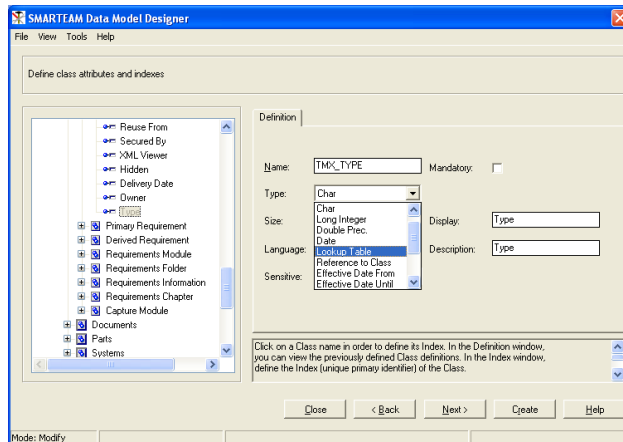 SMARTEAM Data Model Designer
File View Tools Help
Define class attributes and indexes
Reuse From
Secured By
XML Viewer
Hidden
Delivery Date
Owner
Type
Primary Requirement
Derived Requirement
Requirements Module
Requirements Folder
Requirements Information
Requirements Chapter
Capture Module
Documents
Parts
Systems
Definition
Name: TMX_TYPE Mandatory:
Type: Char
Char
Long Integer
Double Prec.
Date
Lookup Table
Reference to Class
Effective Date From
Effective Date Until
Size:
Display: Type
Language:
Description: Type
Sensitive:
Click on a Class name in order to define its Index. In the Definition window,
you can view the previously defined Class definitions. In the Index window,
define the Index (unique primary identifier) of the Class.
Close < Back Next > Create Help
Mode: Modify